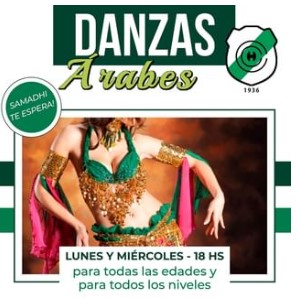 DANZAS
Árabes
1936
SAMADHI
TE ESPERA!
LUNES Y MIÉRCOLES - 18 HS
para todas las edades y
para todos los niveles